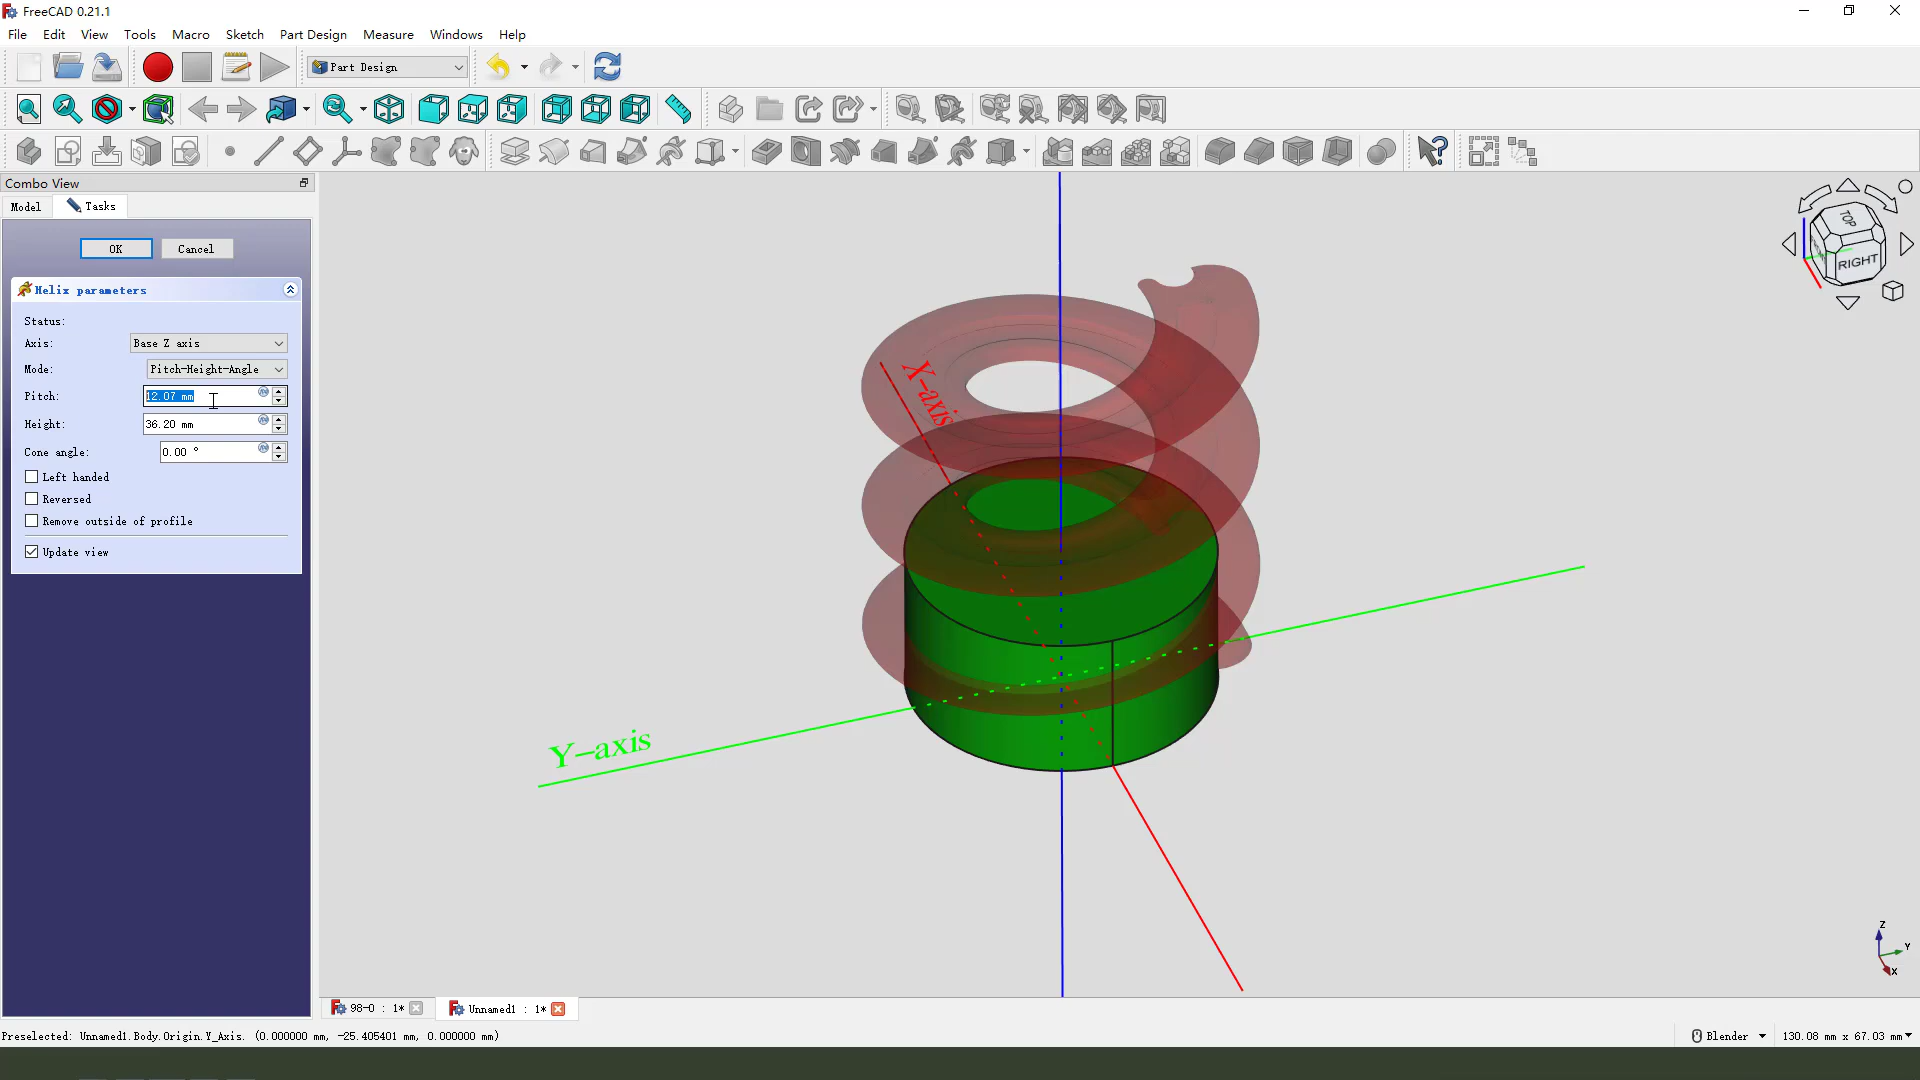 FreeCAD 0.21.1
File Edit View Tools Macro Sketch Part Design Measure Windows Help
Part Design
Combo View
Model Tasks
OK Cancel
Helix parameters
Status:
Axis: Base Z axis
Mode: Pitch-Height-Angle
Pitch: 12.07 mm
Height: 36.20 mm
Cone angle: 0.00 °
Left handed
Reversed
Remove outside of profile
Update view
X-axis
Y-axis
TOP
RIGHT
Z
Y
X
98-0 : 1* Unnamed1 : 1*
Preselected: Unnamed1.Body.Origin.Y_Axis. (0.000000 mm, -25.405401 mm, 0.000000 mm) Blender 130.08 mm x 67.03 mm